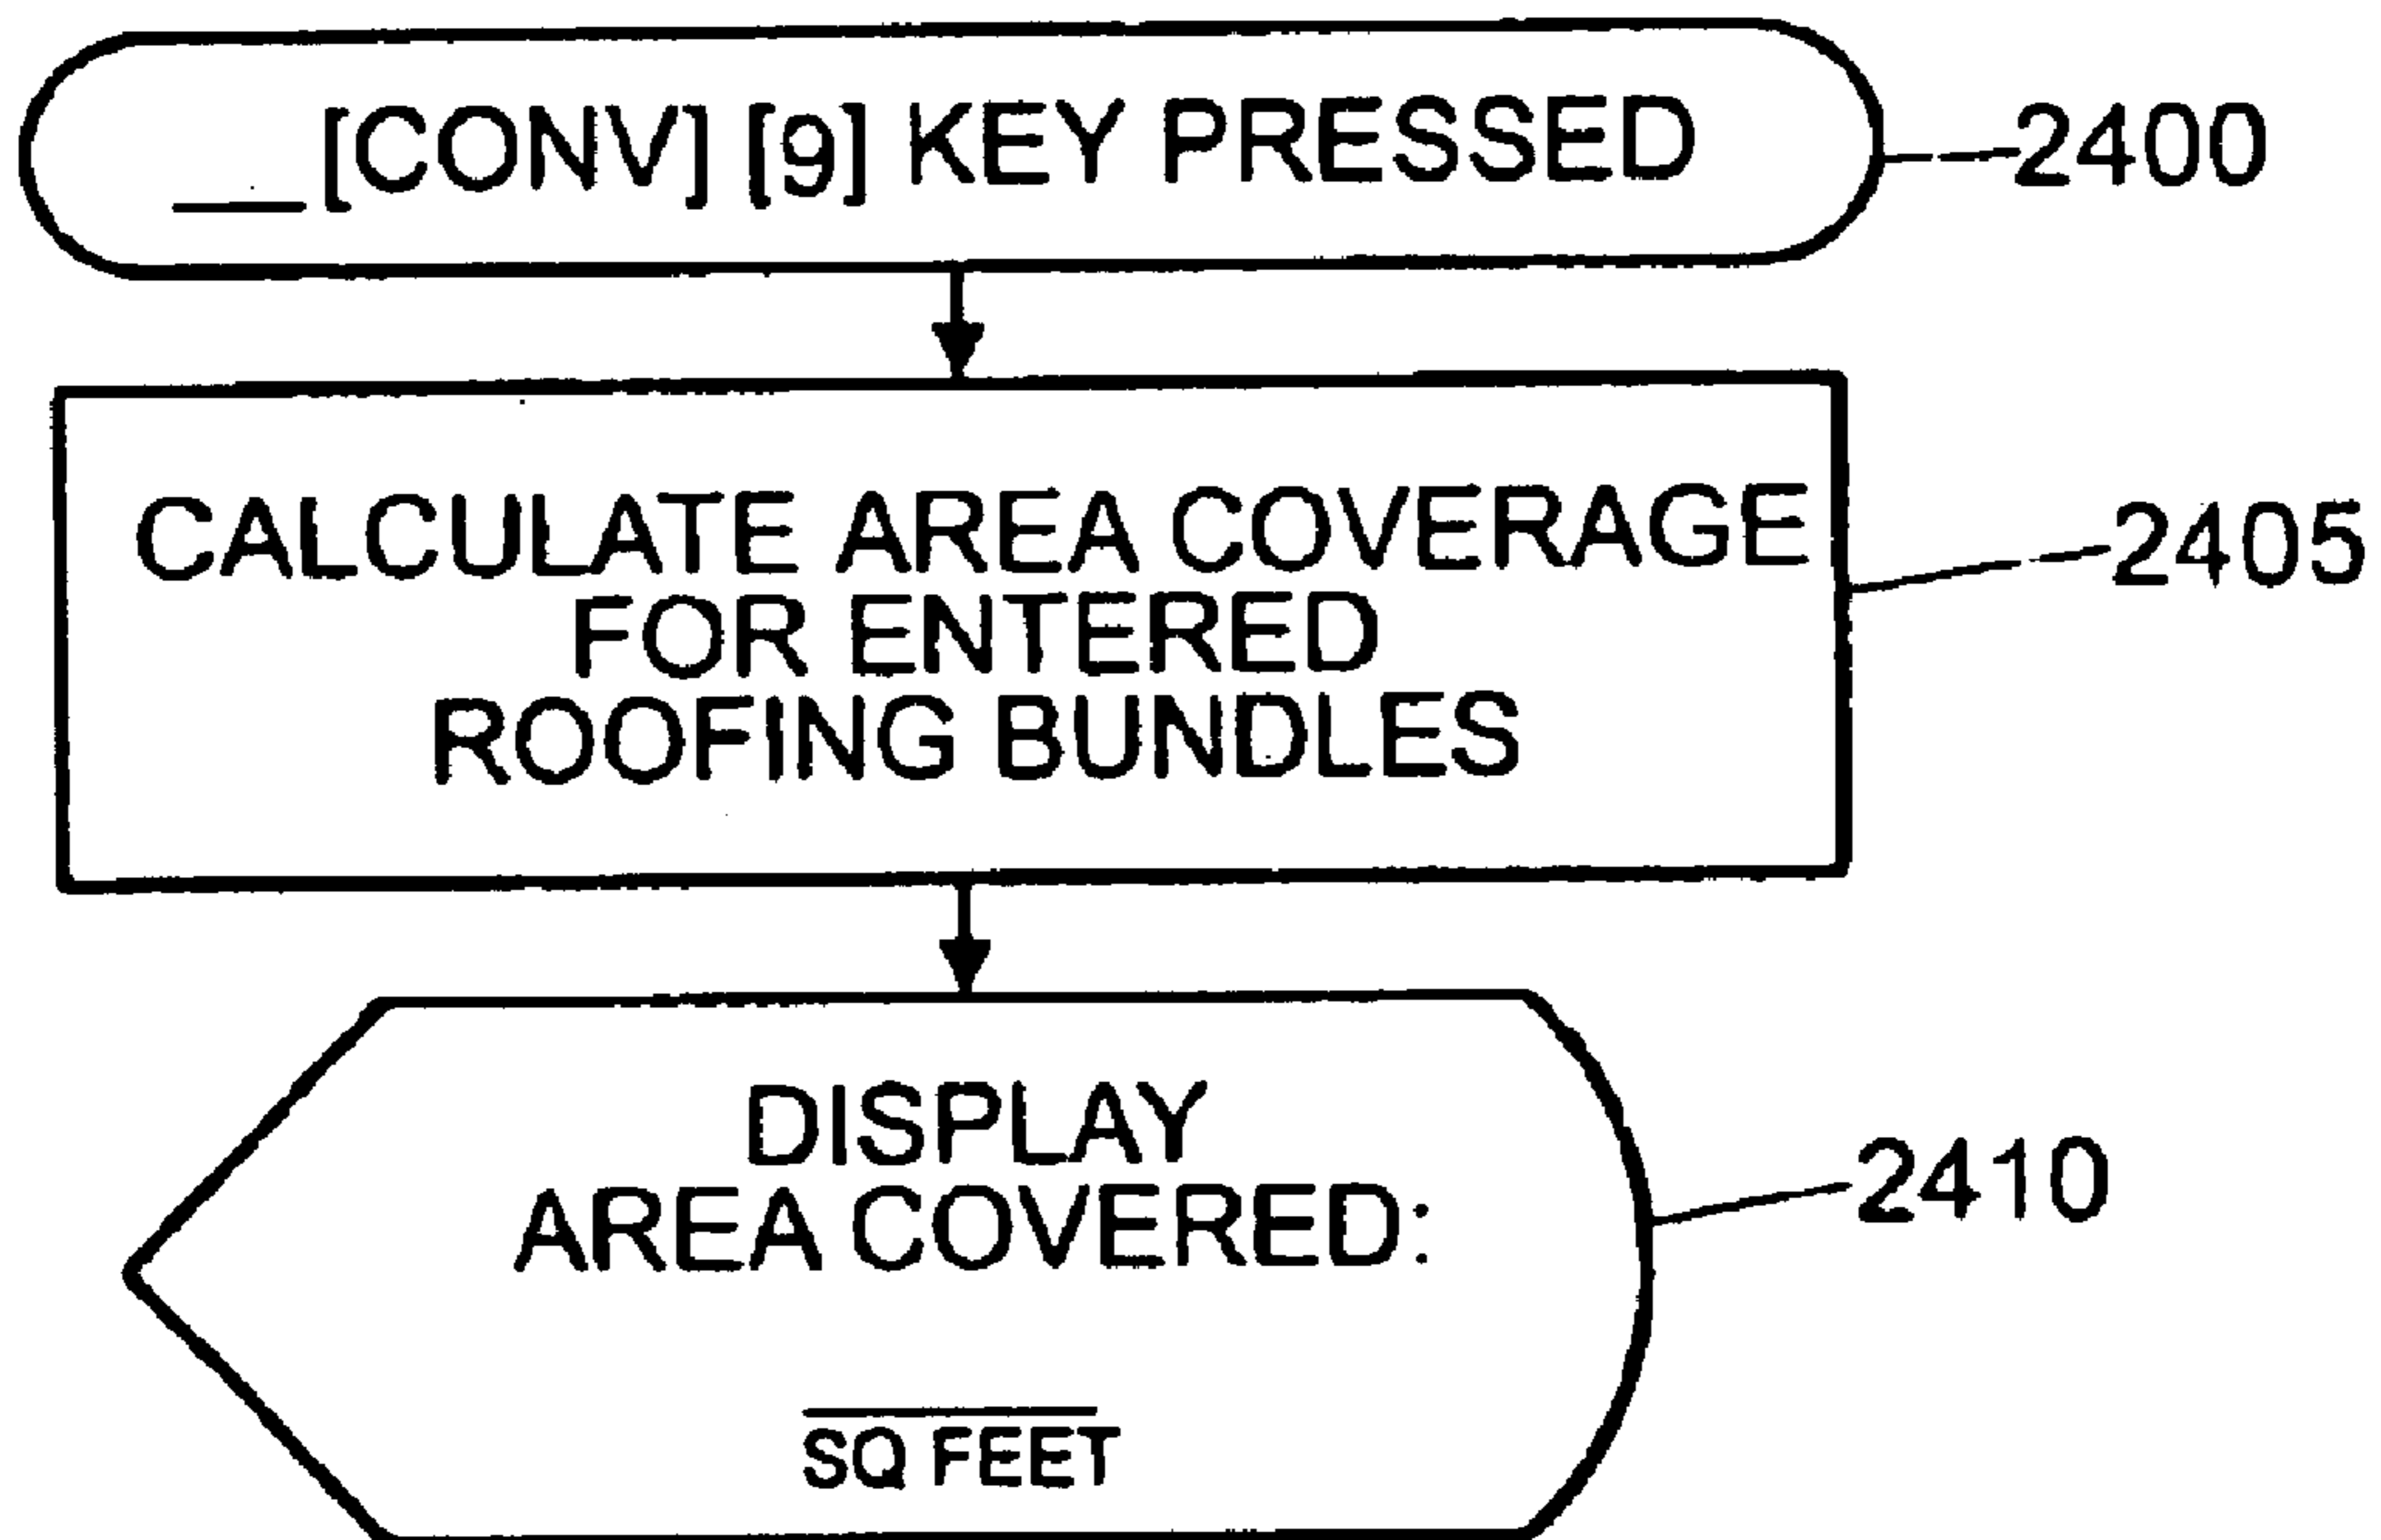 __[CONV] [9] KEY PRESSED
2400
CALCULATE AREA COVERAGE
FOR ENTERED
ROOFING BUNDLES
2405
DISPLAY
AREA COVERED:
2410
SQ FEET